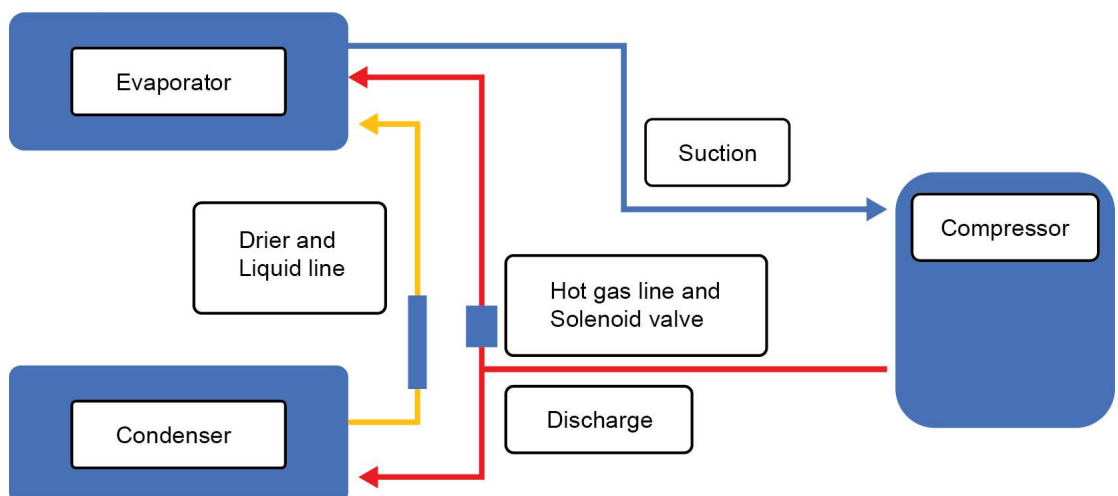 Evaporator
Suction
Compressor
Drier and
Liquid line
Hot gas line and
Solenoid valve
Condenser
Discharge